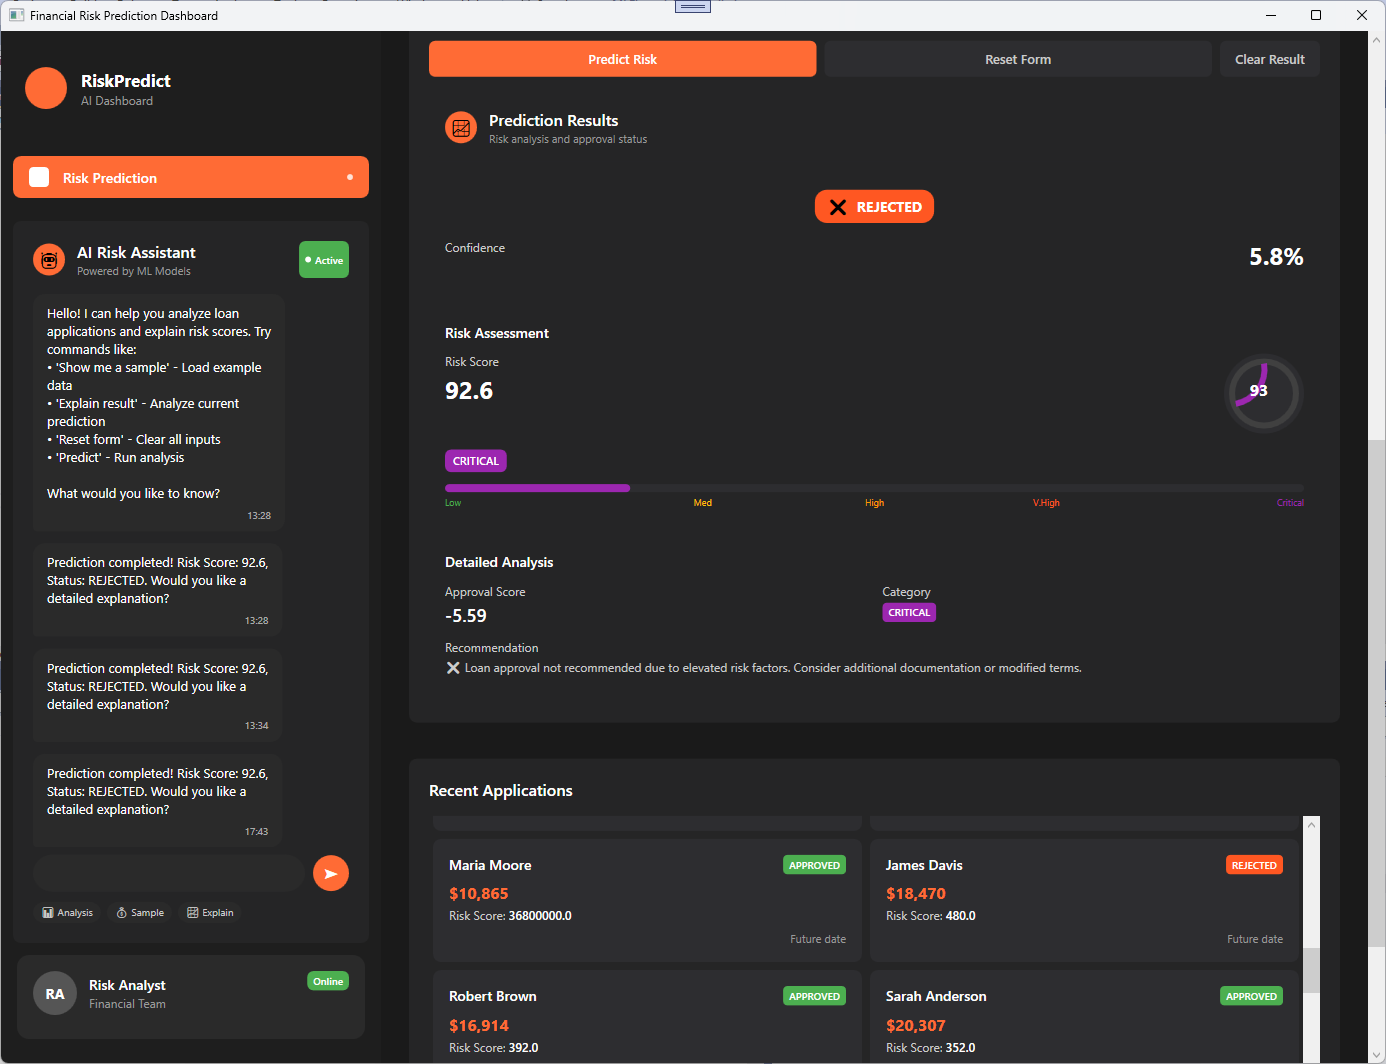 Financial Risk Prediction Dashboard
RiskPredict
AI Dashboard
Risk Prediction
AI Risk Assistant
Powered by ML Models
Active
Hello! I can help you analyze loan
applications and explain risk scores. Try
commands like:
• 'Show me a sample' - Load example
data
• 'Explain result' - Analyze current
prediction
• 'Reset form' - Clear all inputs
• 'Predict' - Run analysis
What would you like to know?
13:28
Prediction completed! Risk Score: 92.6,
Status: REJECTED. Would you like a
detailed explanation?
13:28
Prediction completed! Risk Score: 92.6,
Status: REJECTED. Would you like a
detailed explanation?
13:34
Prediction completed! Risk Score: 92.6,
Status: REJECTED. Would you like a
detailed explanation?
17:43
Analysis
Sample
Explain
RA
Risk Analyst
Financial Team
Online
Predict Risk
Reset Form
Clear Result
Prediction Results
Risk analysis and approval status
REJECTED
Confidence
5.8%
Risk Assessment
Risk Score
92.6
93
CRITICAL
Low
Med
High
V.High
Critical
Detailed Analysis
Approval Score
-5.59
Category
CRITICAL
Recommendation
❌ Loan approval not recommended due to elevated risk factors. Consider additional documentation or modified terms.
Recent Applications
Maria Moore
APPROVED
$10,865
Risk Score: 36800000.0
Future date
James Davis
REJECTED
$18,470
Risk Score: 480.0
Future date
Robert Brown
APPROVED
$16,914
Risk Score: 392.0
Sarah Anderson
APPROVED
$20,307
Risk Score: 352.0